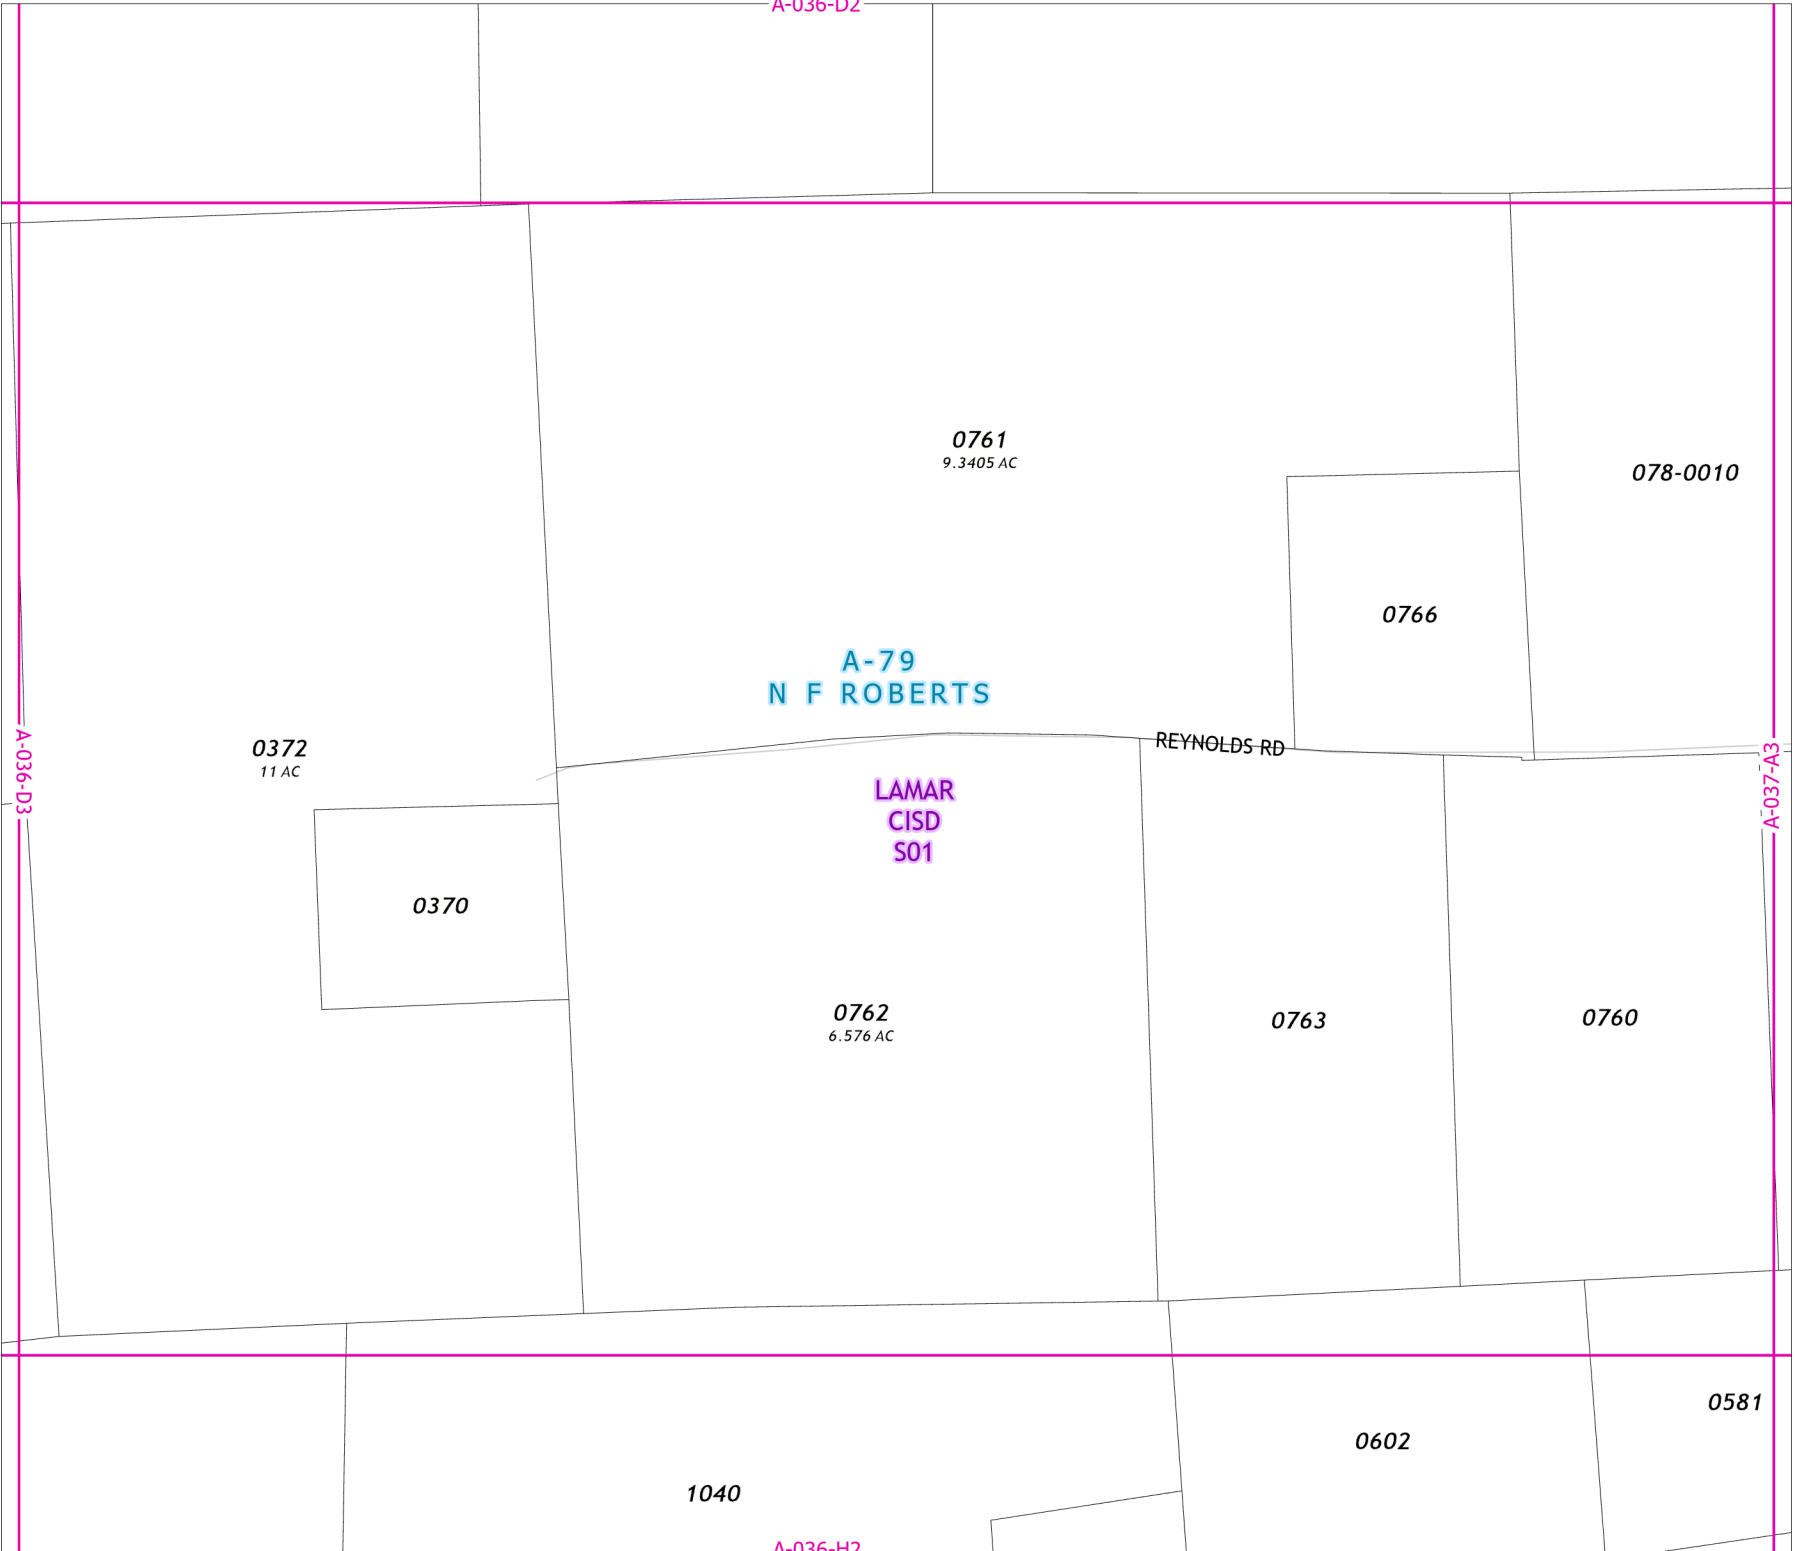 A-036-D2
0761
9.3405 AC
078-0010
0766
A-79
N F ROBERTS
REYNOLDS RD
0372
11 AC
A-036-D3
A-037-A3
LAMAR
CISD
S01
0370
0762
6.576 AC
0763
0760
0581
0602
1040
A-036-H2